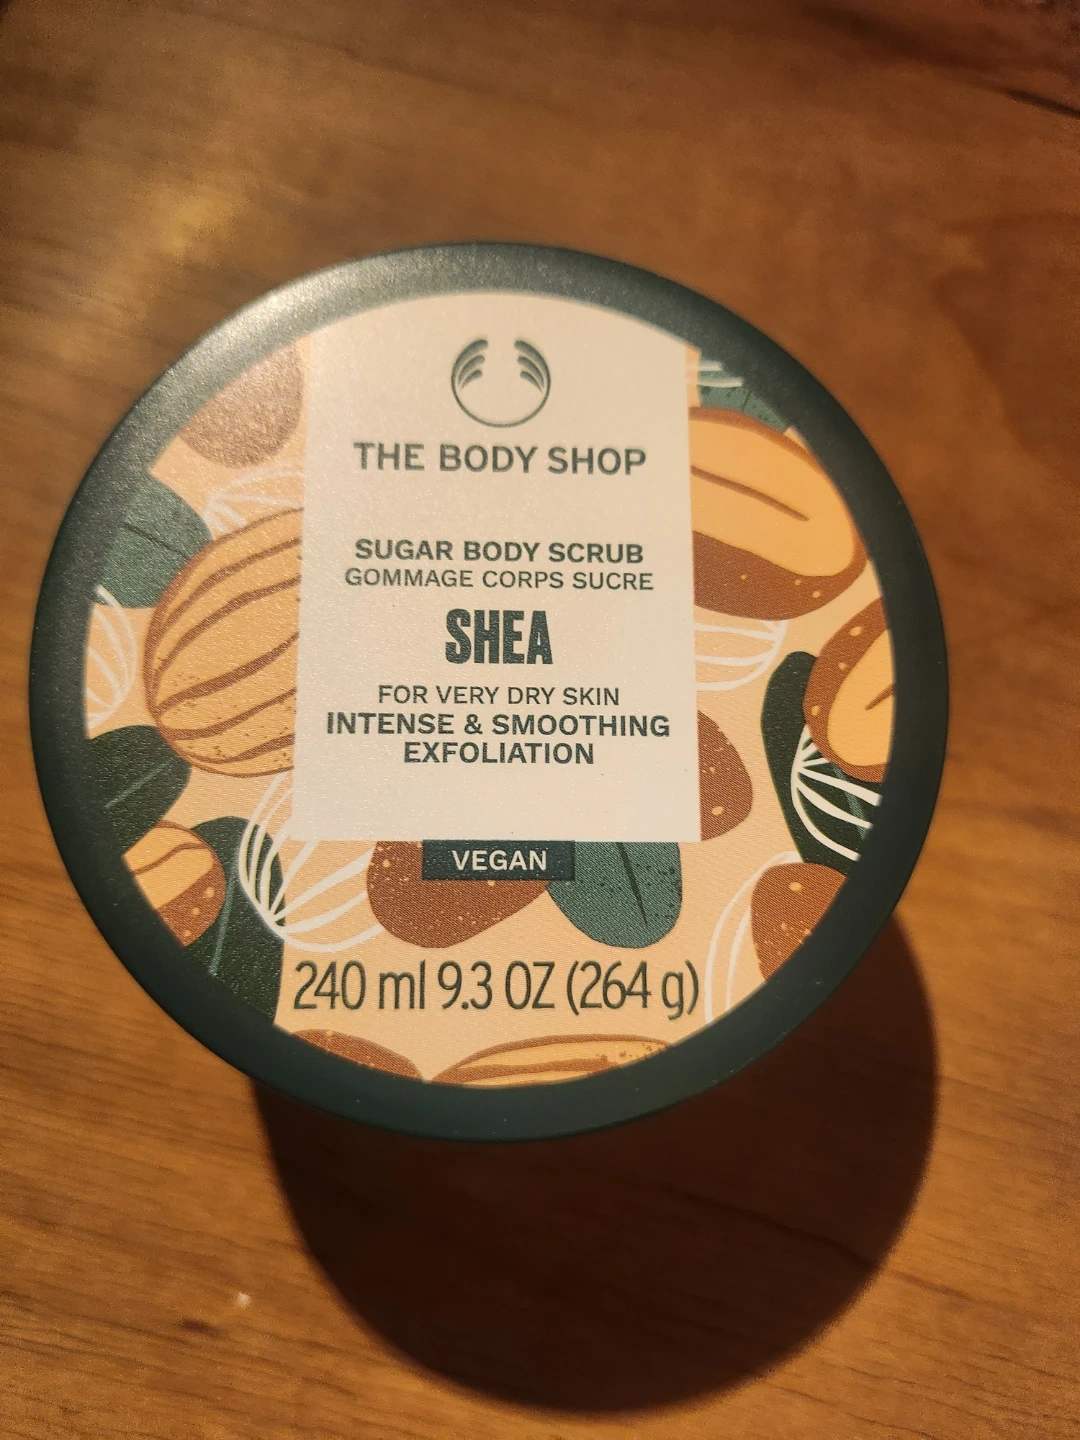 THE BODY SHOP
SUGAR BODY SCRUB
GOMMAGE CORPS SUCRE
SHEA
FOR VERY DRY SKIN
INTENSE & SMOOTHING
EXFOLIATION
VEGAN
240 ml 9.3 OZ (264 g)